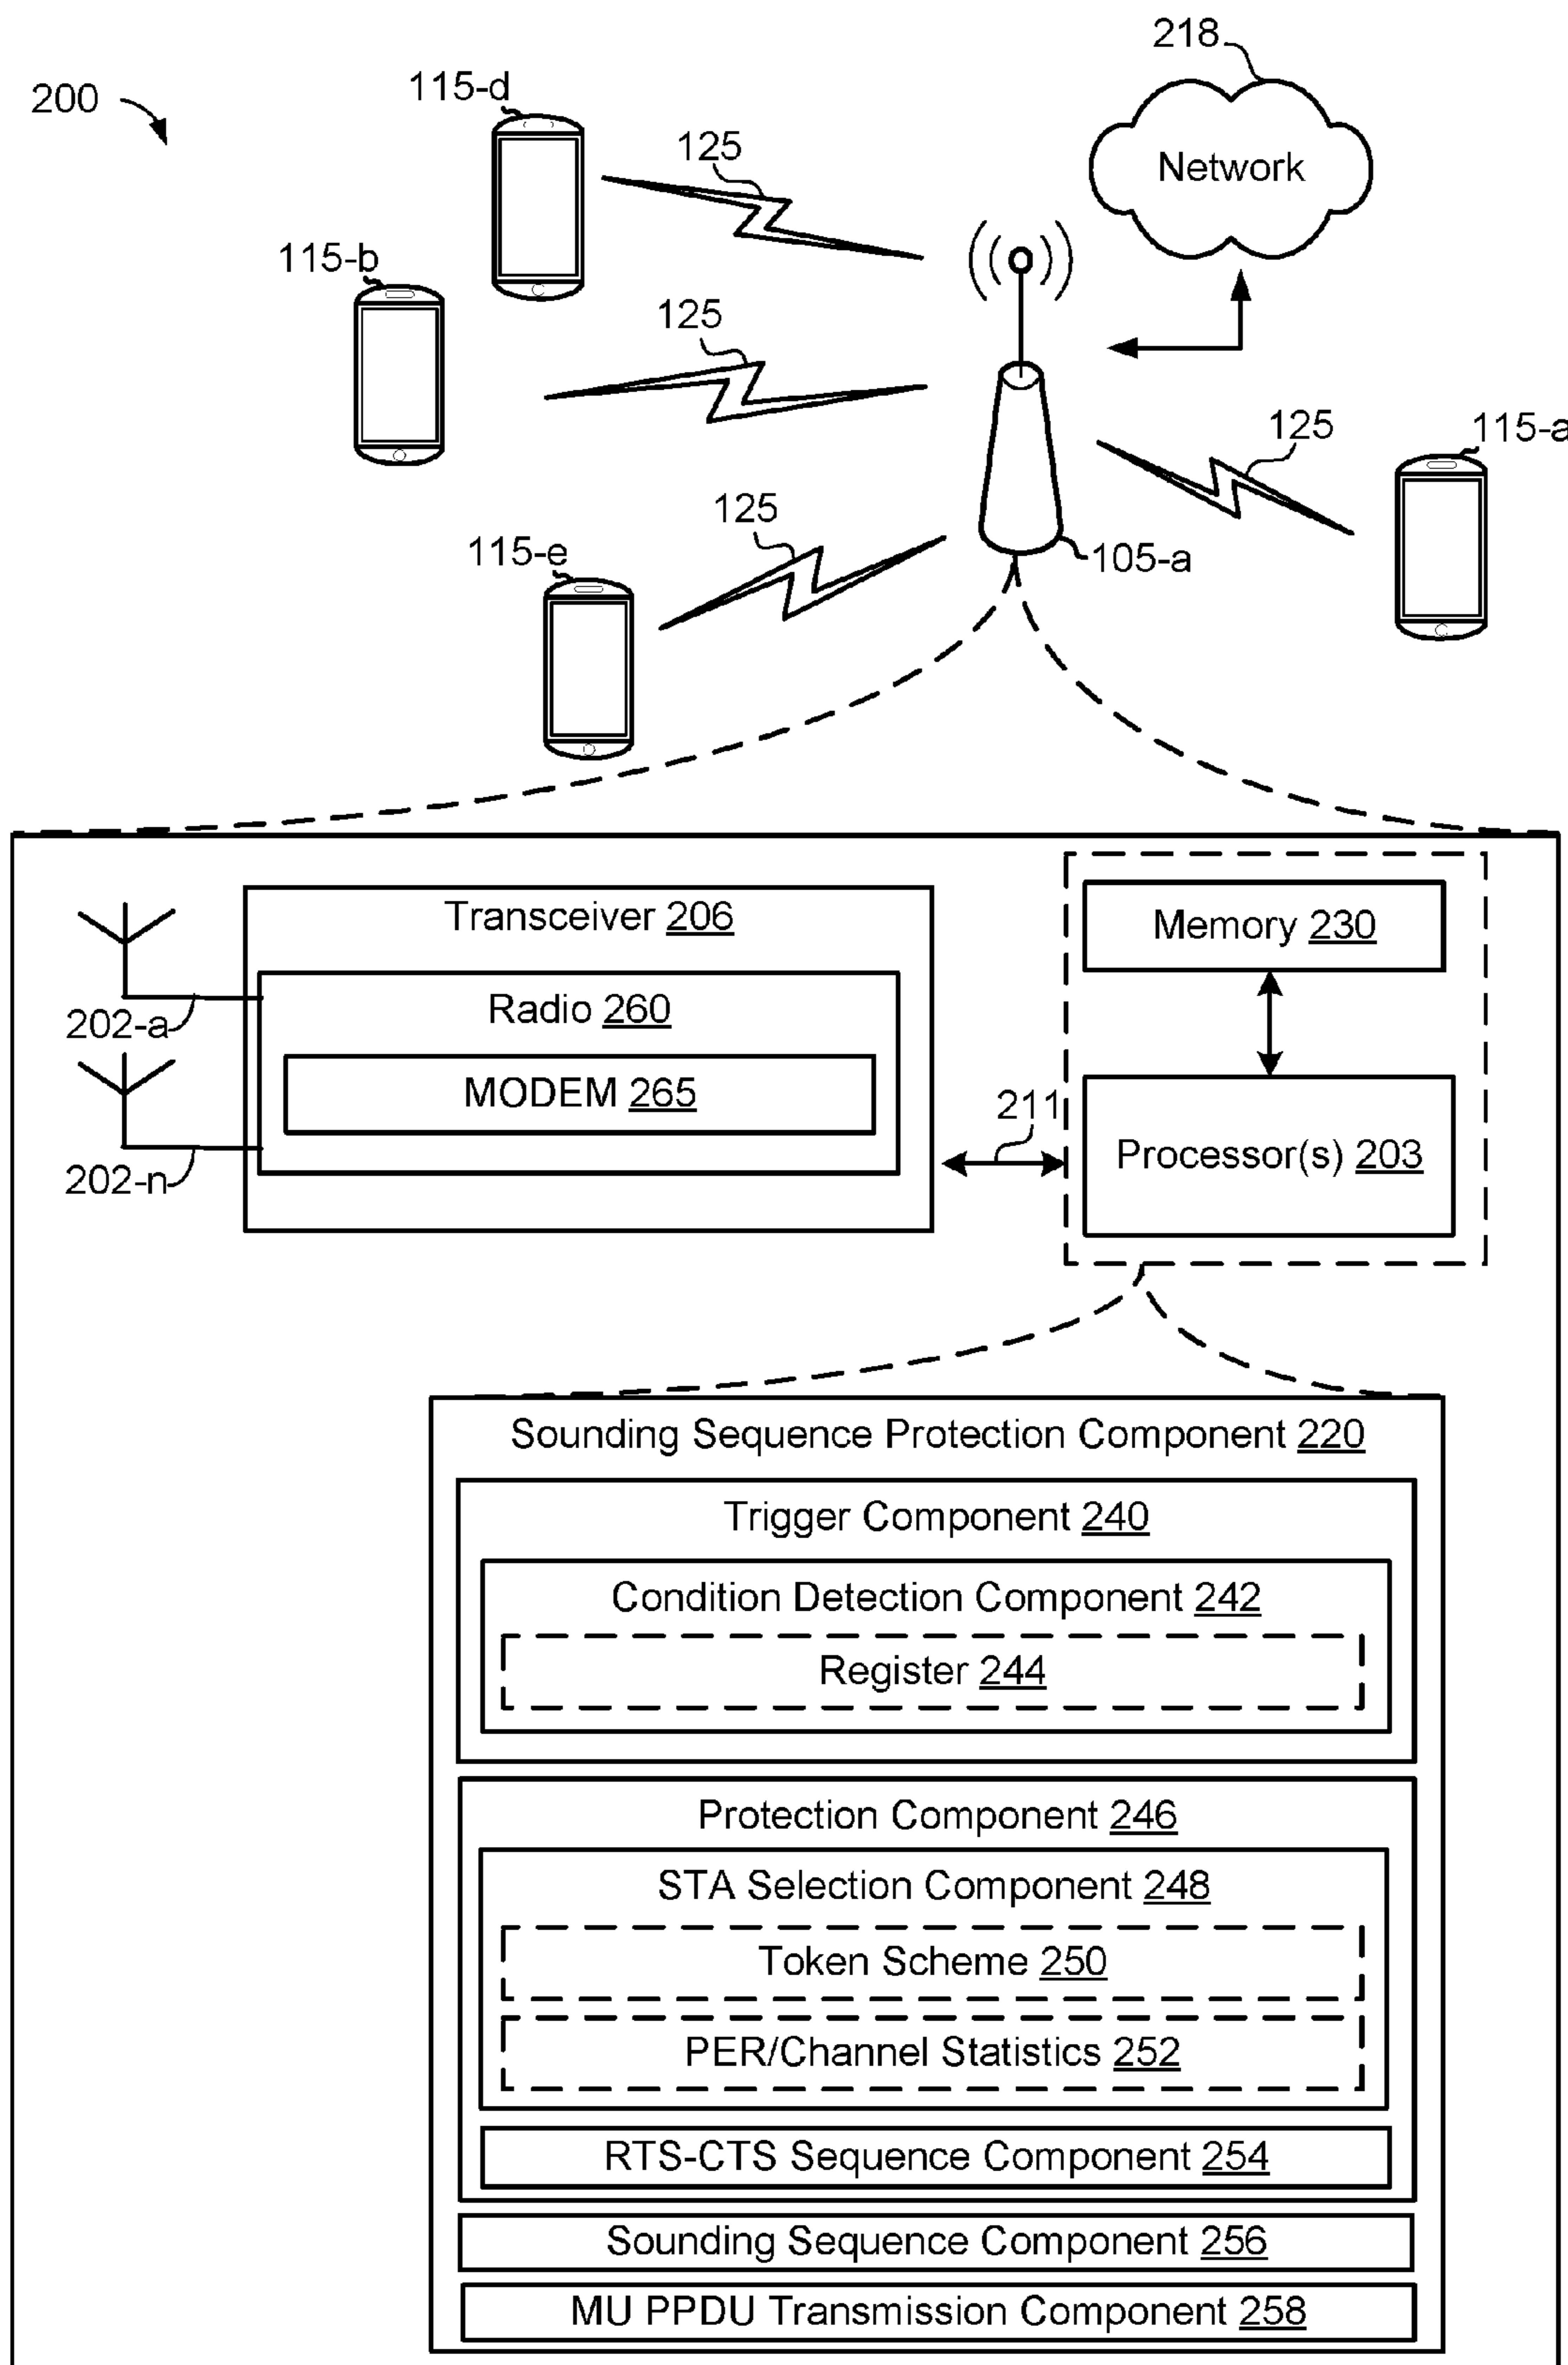 218
200
115-d
125
Network
115-b
125
125
115-a
125
115-e
105-a
Transceiver 206
Memory 230
Radio 260
202-a
MODEM 265
211
Processor(s) 203
202-n
Sounding Sequence Protection Component 220
Trigger Component 240
Condition Detection Component 242
Register 244
Protection Component 246
STA Selection Component 248
Token Scheme 250
PER/Channel Statistics 252
RTS-CTS Sequence Component 254
Sounding Sequence Component 256
MU PPDU Transmission Component 258